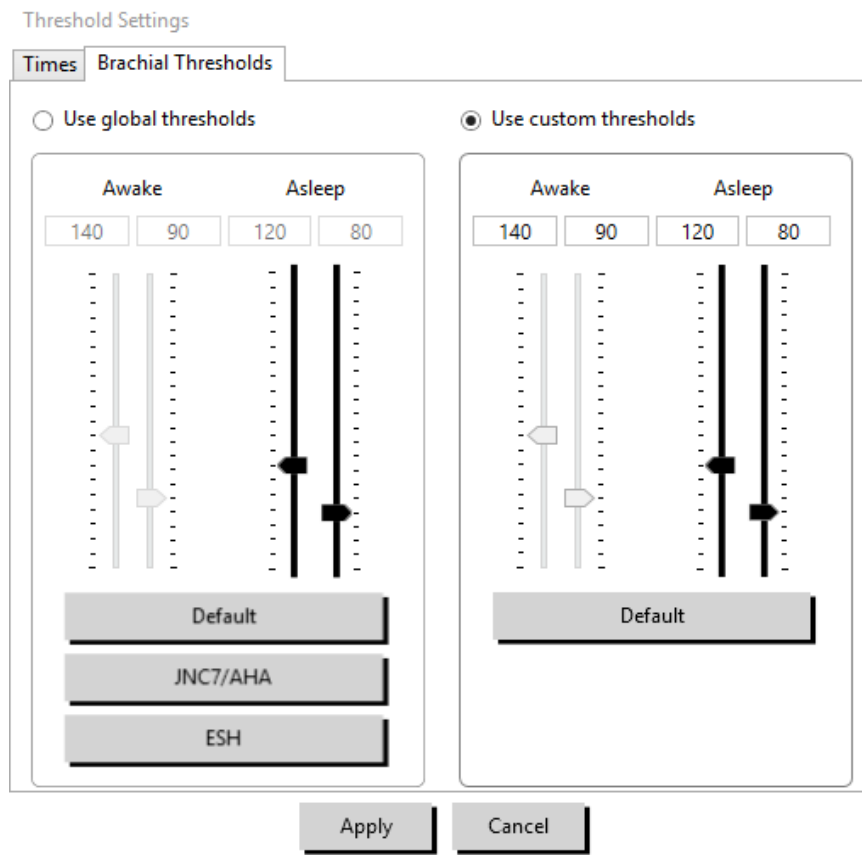 Threshold Settings
Times Brachial Thresholds
Use global thresholds
Awake Asleep
140 90 120 80
Default
JNC7/AHA
ESH
Use custom thresholds
Awake Asleep
140 90 120 80
Default
Apply Cancel